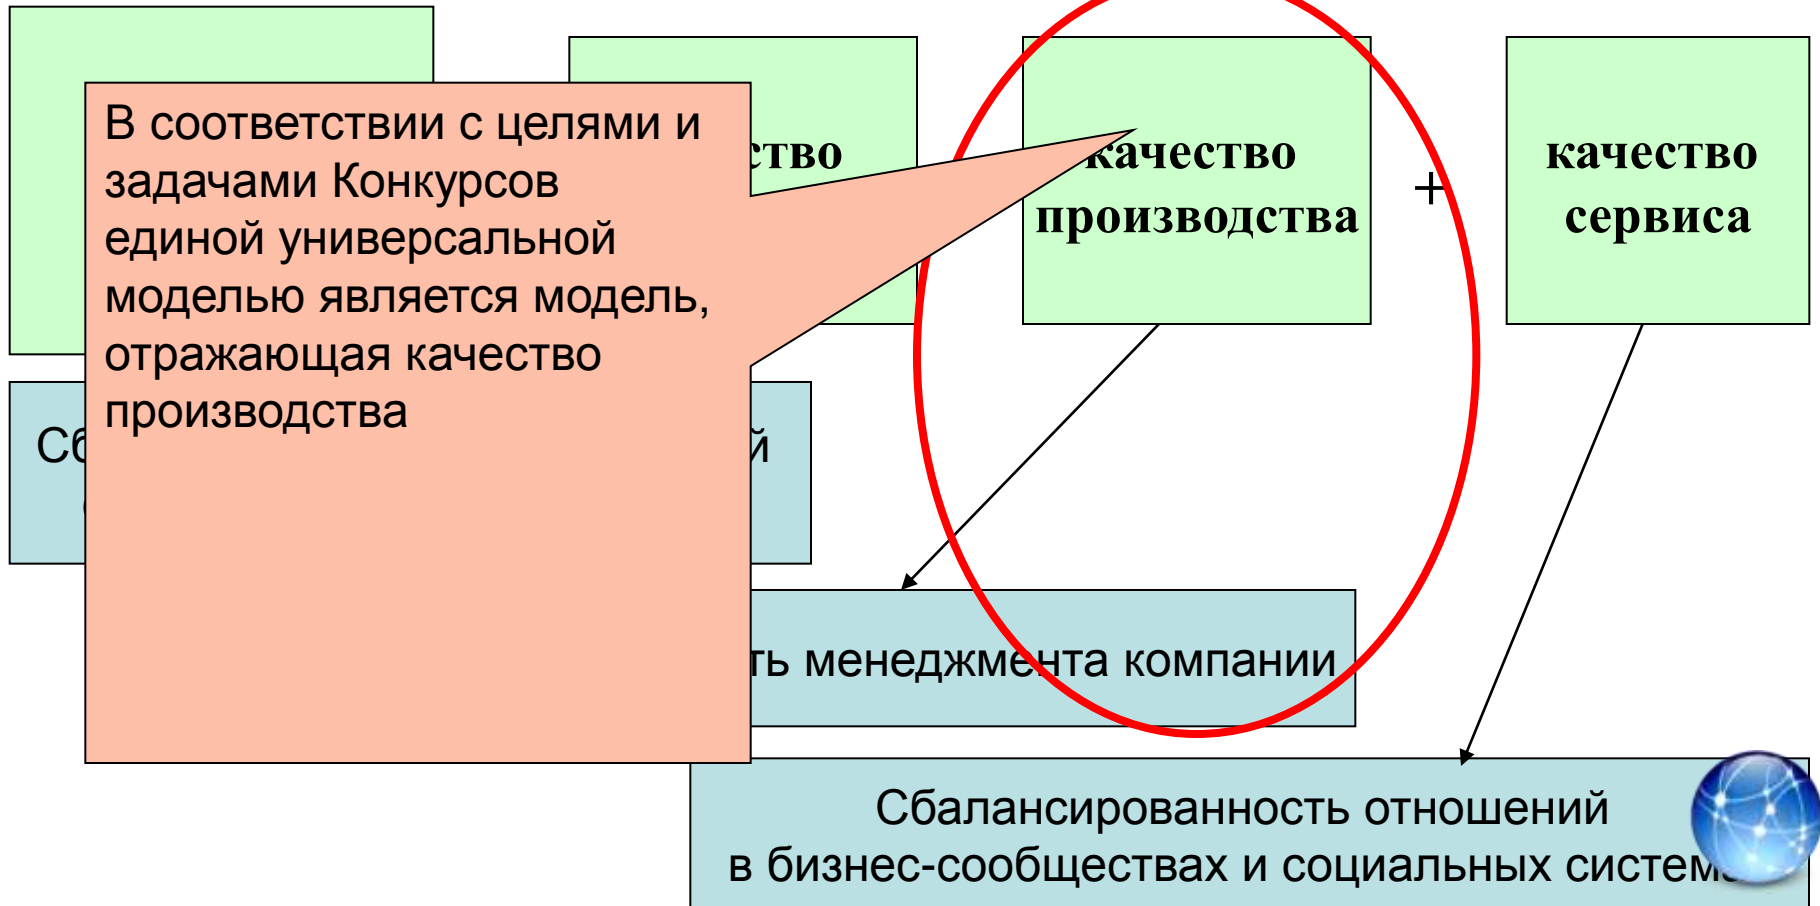 В соответствии с целями и
задачами Конкурсов
единой универсальной
моделью является модель,
отражающая качество
производства
качество
производства
+
качество
сервиса
менеджмента компании
Сбалансированность отношений
в бизнес-сообществах и социальных